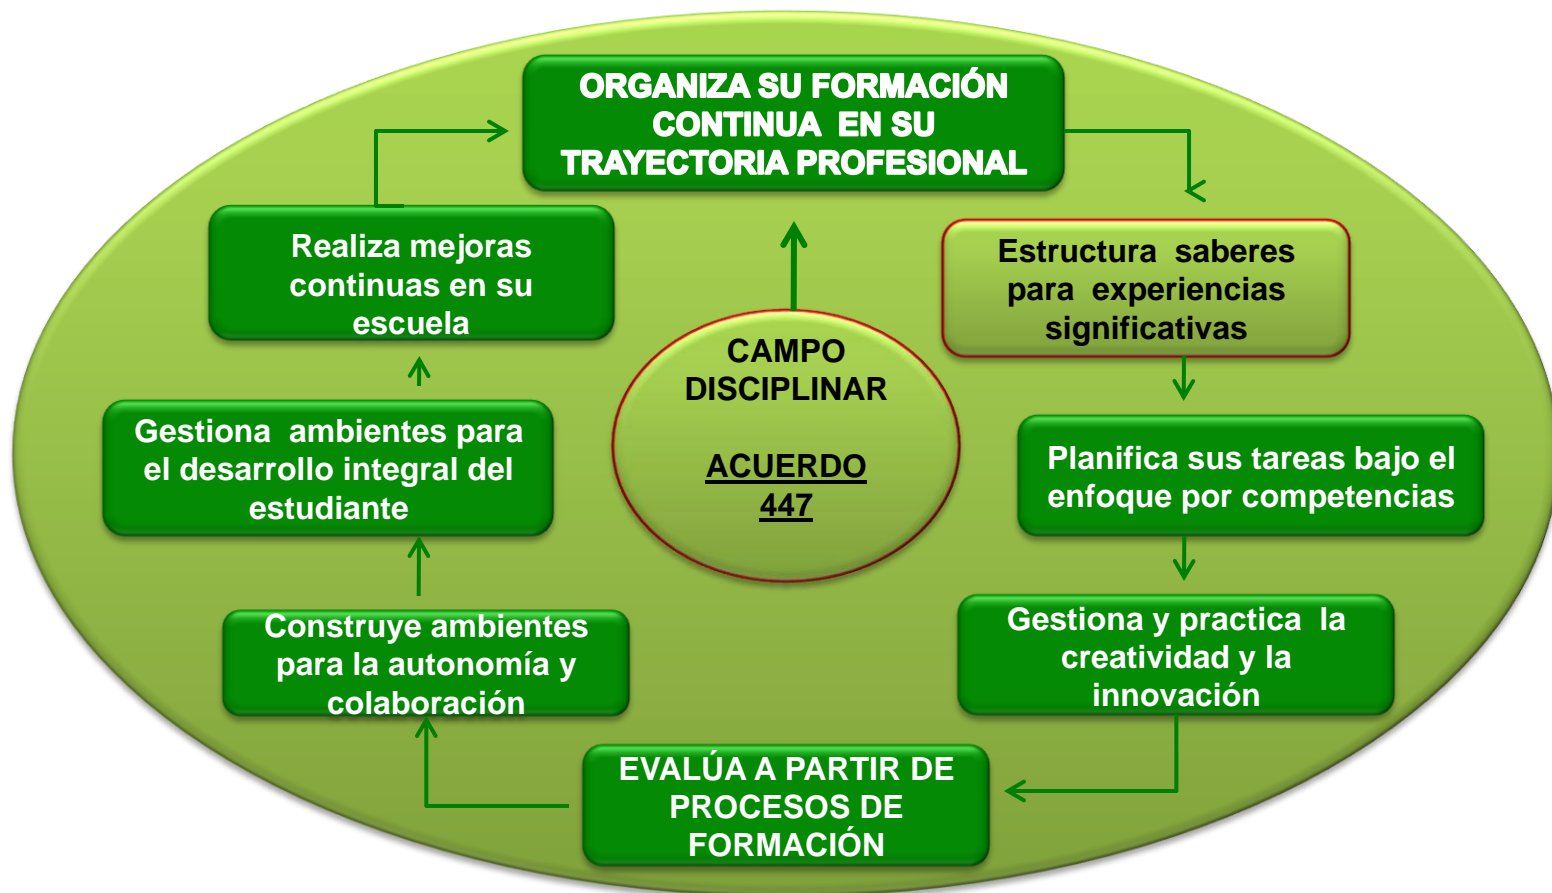 ORGANIZA SU FORMACIÓN
CONTINUA EN SU
TRAYECTORIA PROFESIONAL
Estructura saberes
para experiencias
significativas
Planifica sus tareas bajo el
enfoque por competencias
Gestiona y practica la
creatividad y la
innovación
EVALÚA A PARTIR DE
PROCESOS DE
FORMACIÓN
Construye ambientes
para la autonomía y
colaboración
Gestiona ambientes para
el desarrollo integral del
estudiante
Realiza mejoras
continuas en su
escuela
CAMPO
DISCIPLINAR
ACUERDO
447